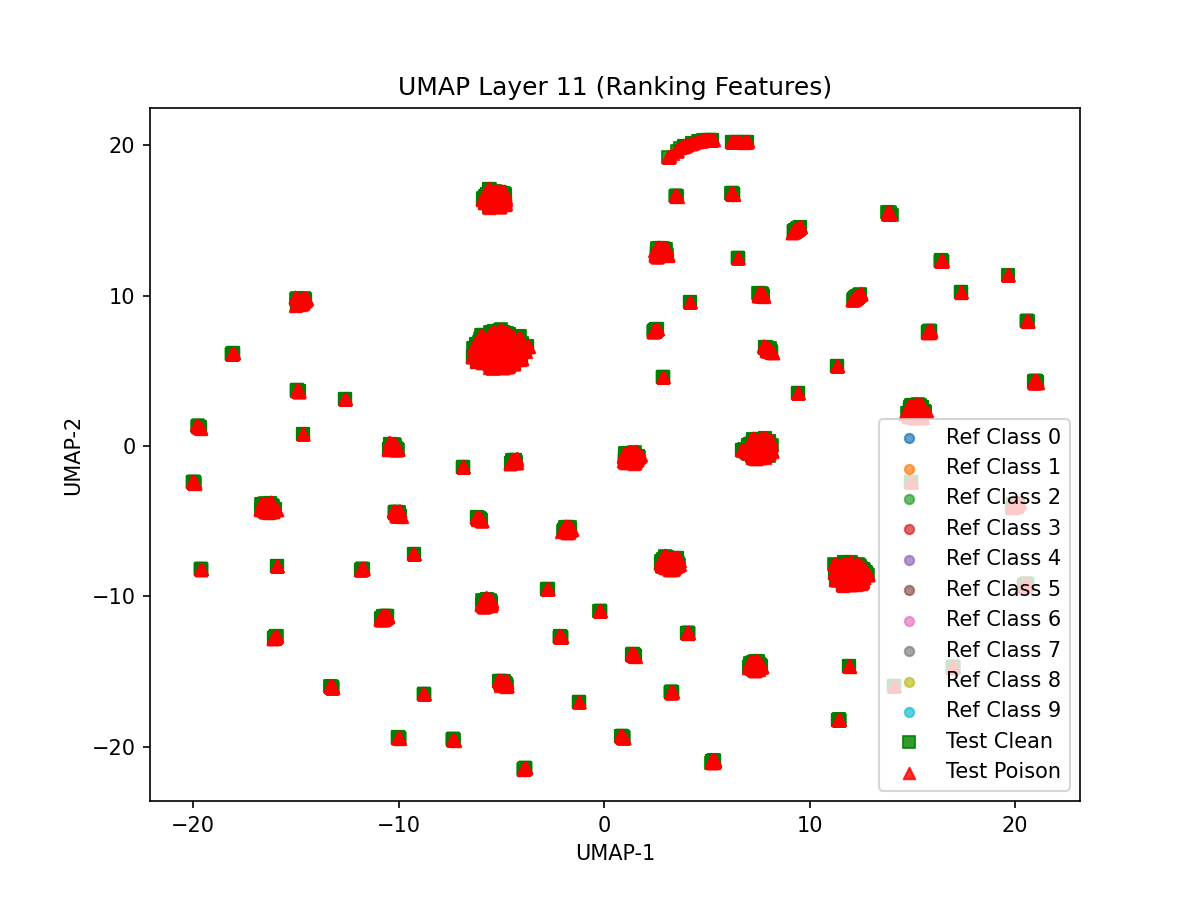 UMAP Layer 11 (Ranking Features)
20
10
0
−10
−20
UMAP-2
−20
−10
0
10
20
UMAP-1
Ref Class 0
Ref Class 1
Ref Class 2
Ref Class 3
Ref Class 4
Ref Class 5
Ref Class 6
Ref Class 7
Ref Class 8
Ref Class 9
Test Clean
Test Poison